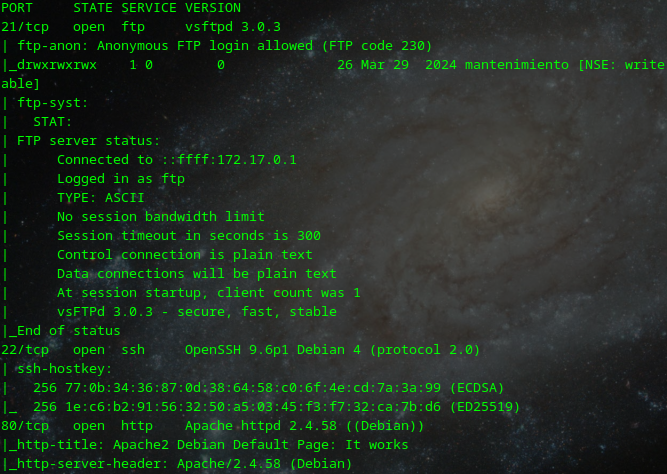 PORT     STATE SERVICE VERSION
21/tcp   open  ftp     vsftpd 3.0.3
| ftp-anon: Anonymous FTP login allowed (FTP code 230)
|_drwxrwxrwx    1 0        0              26 Mar 29  2024 mantenimiento [NSE: write
able]
| ftp-syst:
|   STAT:
| FTP server status:
|      Connected to ::ffff:172.17.0.1
|      Logged in as ftp
|      TYPE: ASCII
|      No session bandwidth limit
|      Session timeout in seconds is 300
|      Control connection is plain text
|      Data connections will be plain text
|      At session startup, client count was 1
|      vsFTPd 3.0.3 - secure, fast, stable
|_End of status
22/tcp   open  ssh     OpenSSH 9.6p1 Debian 4 (protocol 2.0)
| ssh-hostkey:
|   256 77:0b:34:36:87:0d:38:64:58:c0:6f:4e:cd:7a:3a:99 (ECDSA)
|_  256 1e:c6:b2:91:56:32:50:a5:03:45:f3:f7:32:ca:7b:d6 (ED25519)
80/tcp   open  http    Apache httpd 2.4.58 ((Debian))
|_http-title: Apache2 Debian Default Page: It works
|_http-server-header: Apache/2.4.58 (Debian)